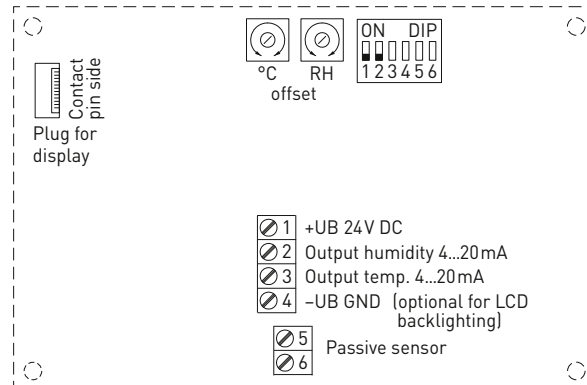 ON DIP
1 2 3 4 5 6
°C RH
offset
Contact
pin side
Plug for
display
1 +UB 24V DC
2 Output humidity 4...20mA
3 Output temp. 4...20mA
4 –UB GND (optional for LCD
backlighting)
5
Passive sensor
6